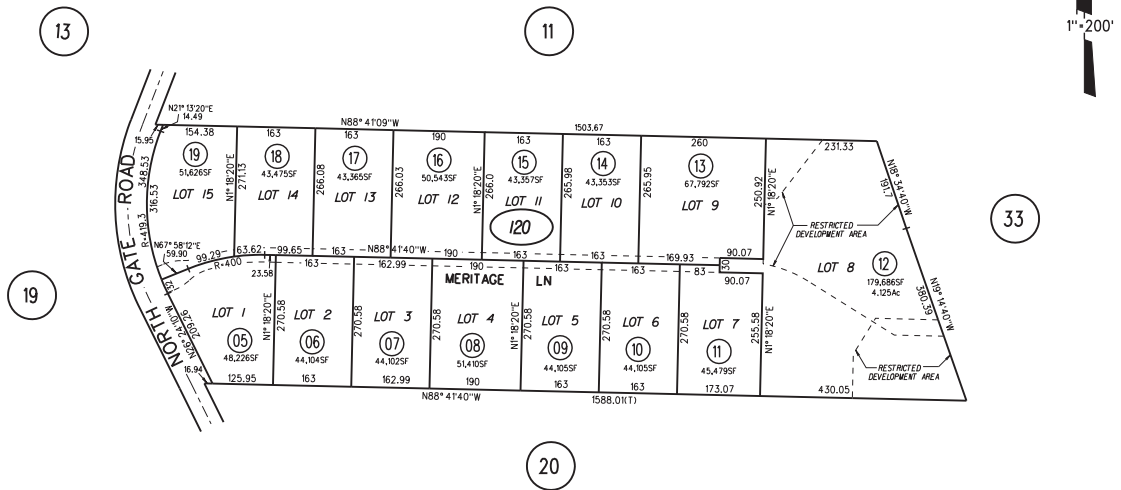 13
11
1"=200'
N21° 13'20"E
14.49
N88° 41'09"W
1503.67
15.95
154.38
163
163
190
163
163
260
231.33
19
51,626SF
LOT 15
18
43,475SF
LOT 14
17
43,365SF
LOT 13
16
50,543SF
LOT 12
15
43,357SF
LOT 11
14
43,353SF
LOT 10
13
67,792SF
LOT 9
N1° 18'20"E
271.13
266.08
266.03
266.0
265.98
265.95
250.92
N1° 18'20"E
N18° 34'40"W
191.7
348.53
316.53
R=419.3
NORTH GATE ROAD
120
RESTRICTED
DEVELOPMENT AREA
33
N67° 58'12"E
59.90
99.29
63.62
99.65
163
N88° 41'40"W
190
163
163
169.93
90.07
R=400
23.58
163
162.99
190
163
163
83
30
90.07
MERITAGE LN
LOT 8
12
179,686SF
4.125Ac
N19° 14'40"W
380.39
19
32
N26° 24'10"W
209.26
16.94
LOT 1
05
48,226SF
N1° 18'20"E
270.58
LOT 2
06
44,104SF
270.58
LOT 3
07
44,102SF
270.58
LOT 4
08
51,410SF
N1° 18'20"E
270.58
LOT 5
09
44,105SF
270.58
LOT 6
10
44,105SF
270.58
LOT 7
11
45,479SF
255.58
N1° 18'20"E
RESTRICTED
DEVELOPMENT AREA
125.95
163
162.99
190
163
163
173.07
430.05
N88° 41'40"W
1588.01(T)
20